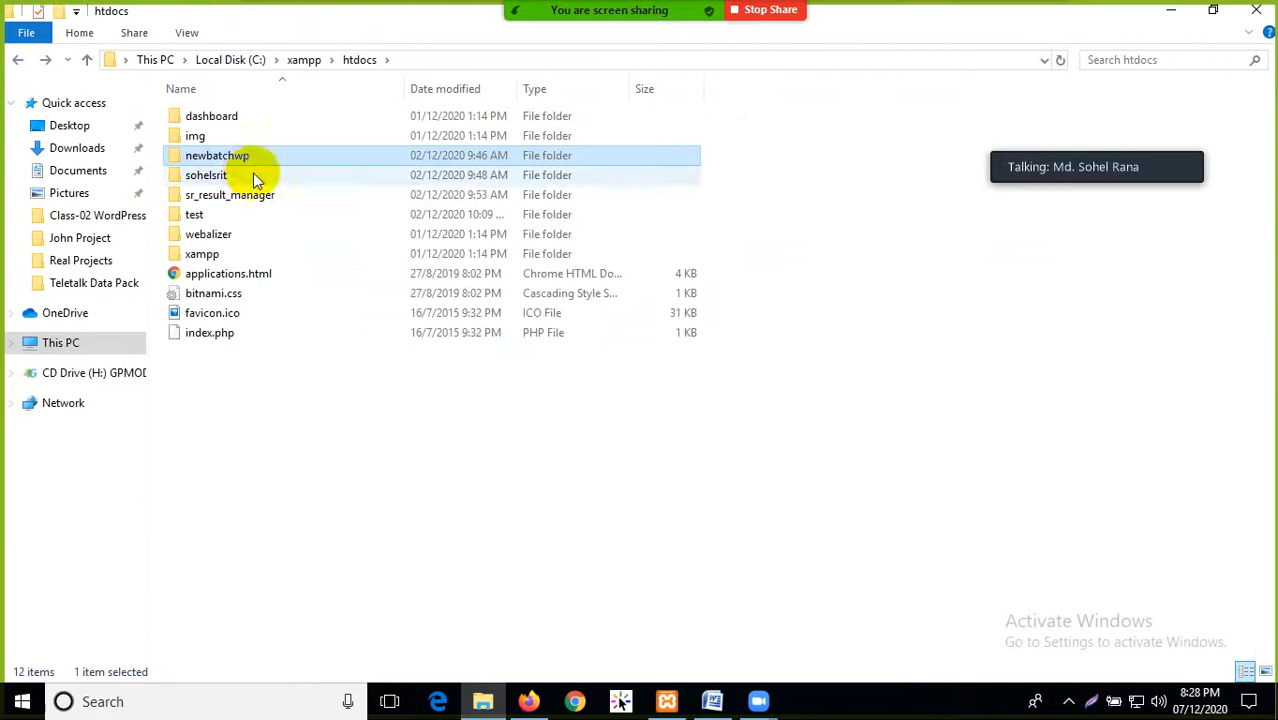 htdocs
You are screen sharing
Stop Share
File
Home
Share
View
This PC
Local Disk (C:)
xampp
htdocs
Search htdocs
Name
Date modified
Type
Size
Quick access
Desktop
Downloads
Documents
Pictures
Class-02 WordPress
John Project
Real Projects
Teletalk Data Pack
OneDrive
This PC
CD Drive (H:) GPMOD
Network
dashboard 01/12/2020 1:14 PM File folder
img 01/12/2020 1:14 PM File folder
newbatchwp 02/12/2020 9:46 AM File folder
sohelsrit 02/12/2020 9:48 AM File folder
sr_result_manager 02/12/2020 9:53 AM File folder
test 02/12/2020 10:09 ... File folder
webalizer 01/12/2020 1:14 PM File folder
xampp 01/12/2020 1:14 PM File folder
applications.html 27/8/2019 8:02 PM Chrome HTML Do... 4 KB
bitnami.css 27/8/2019 8:02 PM Cascading Style S... 1 KB
favicon.ico 16/7/2015 9:32 PM ICO File 31 KB
index.php 16/7/2015 9:32 PM PHP File 1 KB
Talking: Md. Sohel Rana
Activate Windows
Go to Settings to activate Windows.
12 items
1 item selected
Search
8:28 PM
07/12/2020